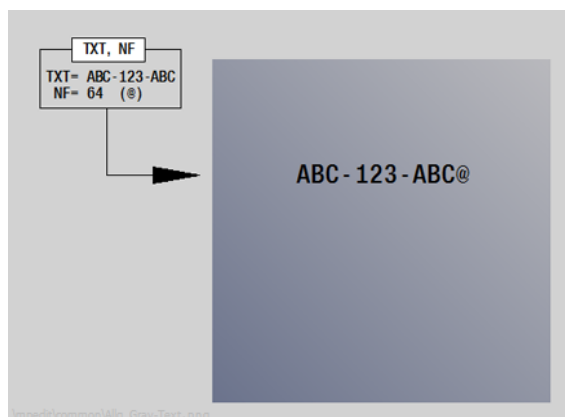 TXT, NF
TXT= ABC-123-ABC
NF= 64 (@)
ABC-123-ABC@